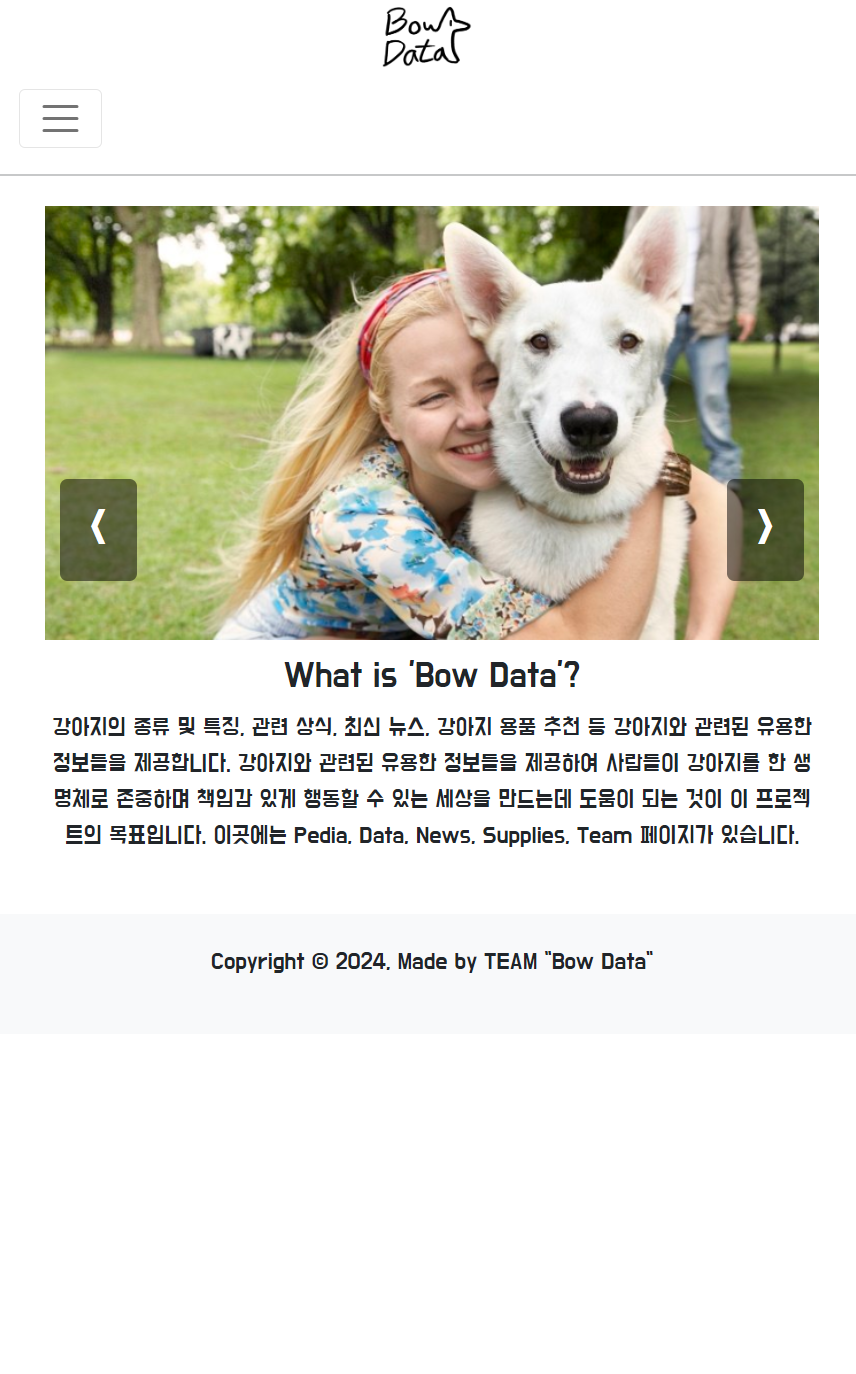 Bow
Data
❬
❭
What is 'Bow Data'?
강아지의 종류 및 특징, 관련 상식, 최신 뉴스, 강아지 용품 추천 등 강아지와 관련된 유용한
정보들을 제공합니다. 강아지와 관련된 유용한 정보들을 제공하여 사람들이 강아지를 한 생
명체로 존중하며 책임감 있게 행동할 수 있는 세상을 만드는데 도움이 되는 것이 이 프로젝
트의 목표입니다. 이곳에는 Pedia, Data, News, Supplies, Team 페이지가 있습니다.
Copyright © 2024, Made by TEAM "Bow Data"